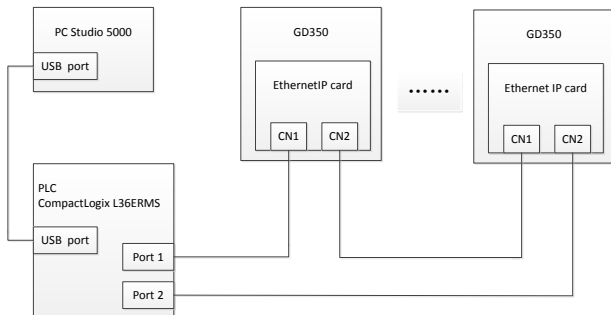 PC Studio 5000
USB port
GD350
EthernetIP card
CN1
CN2
......
GD350
Ethernet IP card
CN1
CN2
PLC
CompactLogix L36ERMS
USB port
Port 1
Port 2